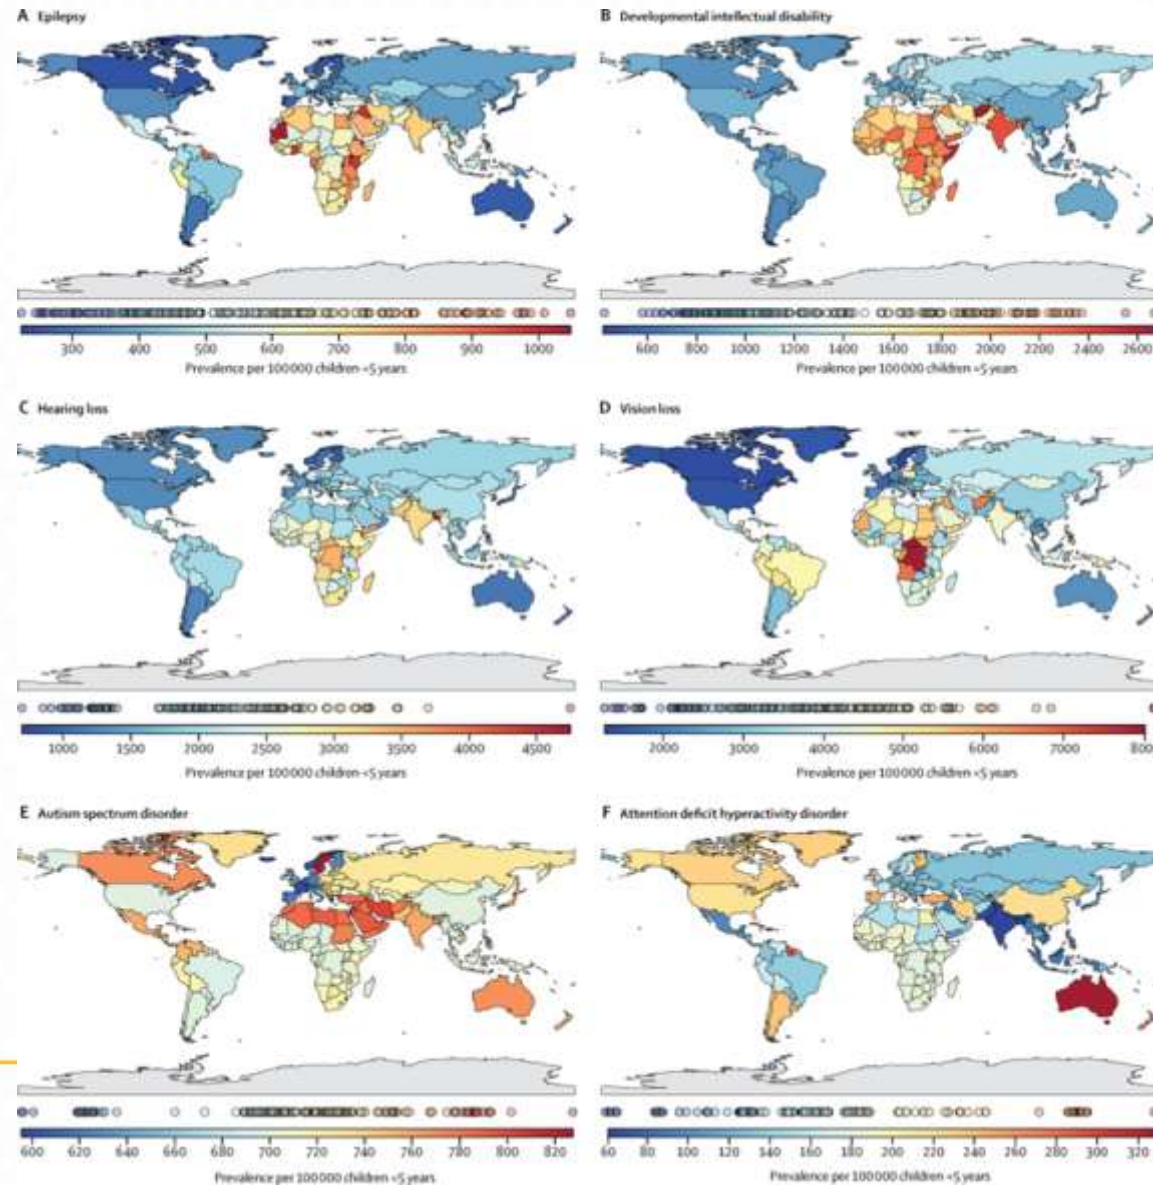 A Epilepsy
B Developmental intellectual disability
300 400 500 600 700 800 900 1000
Prevalence per 100 000 children <5 years
600 800 1000 1200 1400 1600 1800 2000 2200 2400 2600
Prevalence per 100 000 children <5 years
C Hearing loss
D Vision loss
1000 1500 2000 2500 3000 3500 4000 4500
Prevalence per 100 000 children <5 years
2000 3000 4000 5000 6000 7000 800
Prevalence per 100 000 children <5 years
E Autism spectrum disorder
F Attention deficit hyperactivity disorder
600 620 640 660 680 700 720 740 760 780 800 820
Prevalence per 100 000 children <5 years
60 80 100 120 140 160 180 200 220 240 260 280 300 320
Prevalence per 100 000 children <5 years